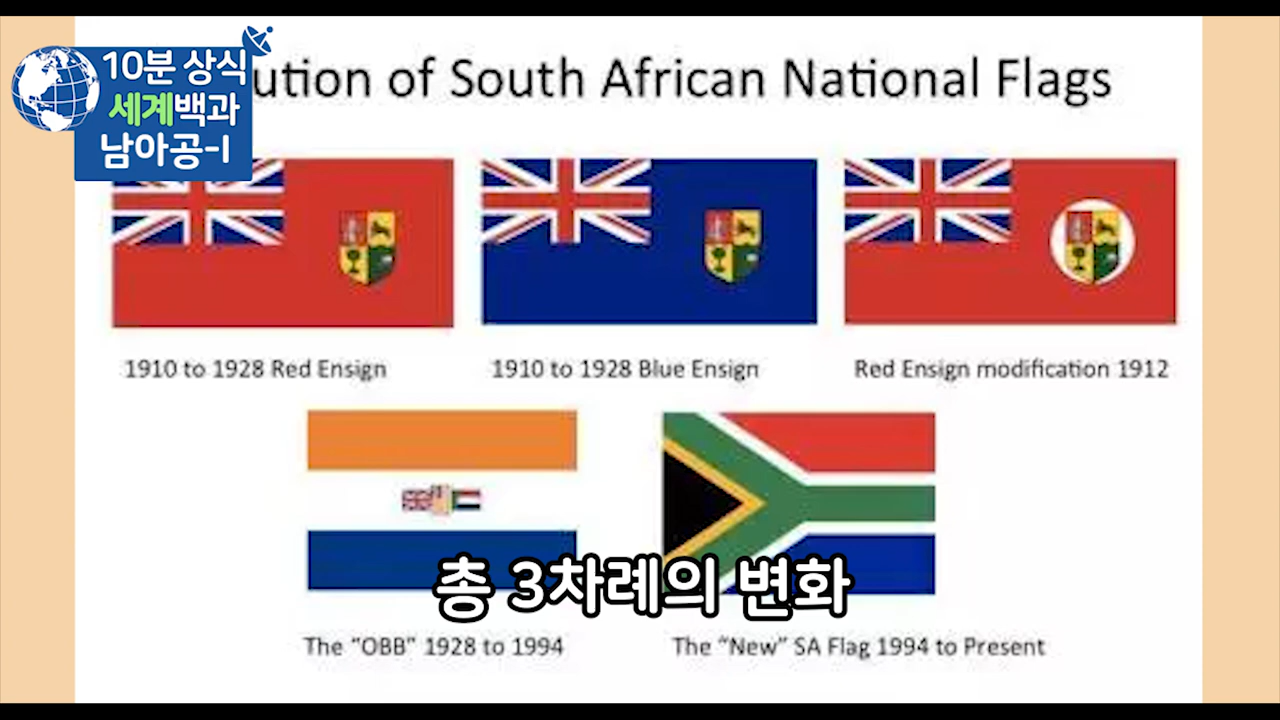 10분 상식
세계백과
남아공-I
ution of South African National Flags
1910 to 1928 Red Ensign
1910 to 1928 Blue Ensign
Red Ensign modification 1912
총 3차례의 변화
The “OBB” 1928 to 1994
The “New” SA Flag 1994 to Present